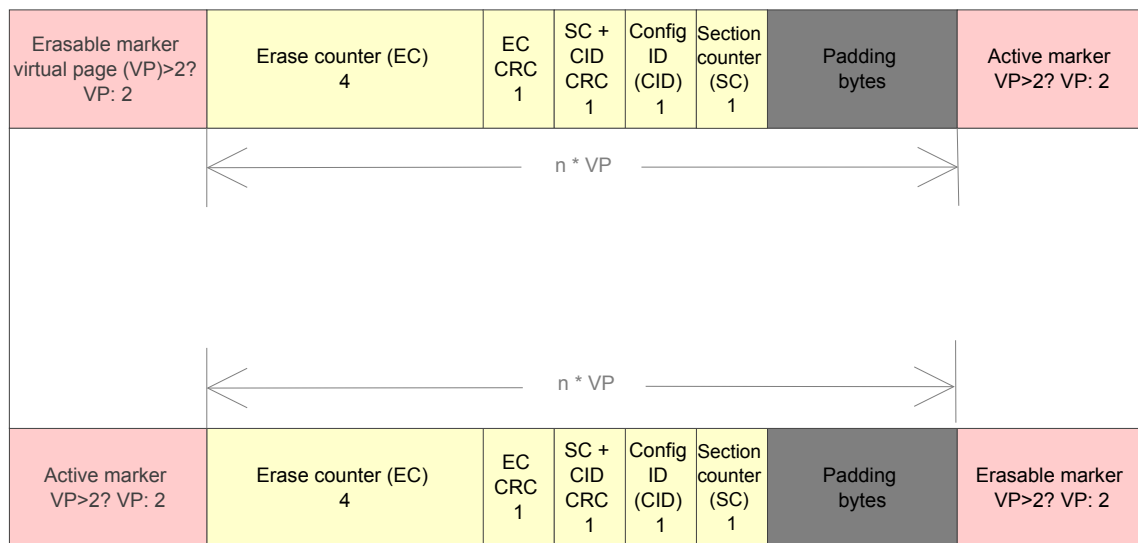 Erasable marker
virtual page (VP)>2?
VP: 2
Erase counter (EC)
4
EC
CRC
1
SC +
CID
CRC
1
Config
ID
(CID)
1
Section
counter
(SC)
1
Padding
bytes
Active marker
VP>2? VP: 2
n * VP
n * VP
Active marker
VP>2? VP: 2
Erase counter (EC)
4
EC
CRC
1
SC +
CID
CRC
1
Config
ID
(CID)
1
Section
counter
(SC)
1
Padding
bytes
Erasable marker
VP>2? VP: 2